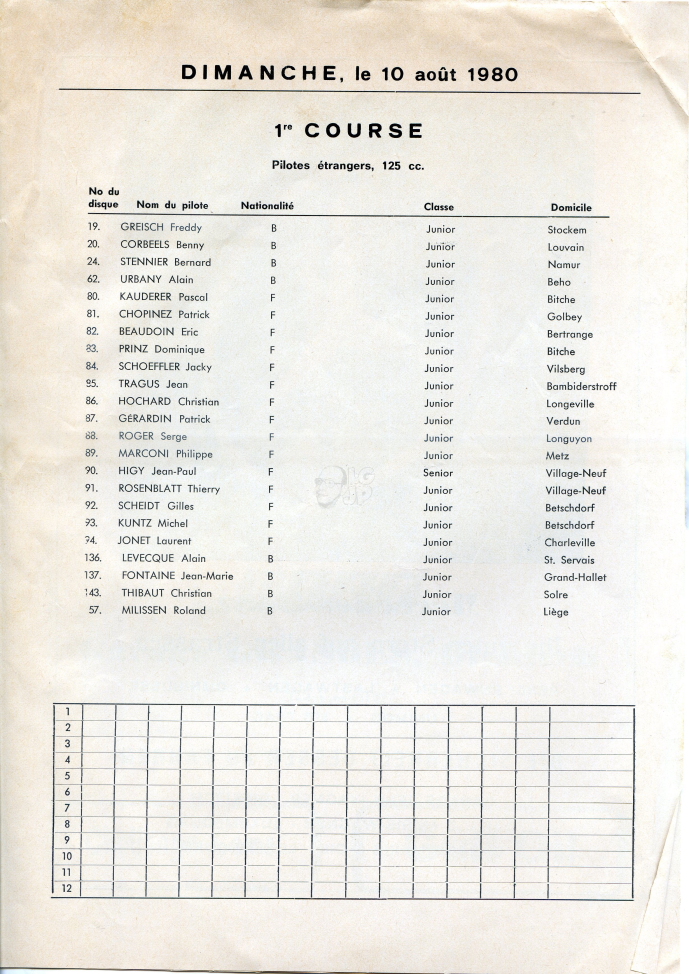 DIMANCHE, le 10 août 1980
1re COURSE
Pilotes étrangers, 125 cc.
No du disque Nom du pilote Nationalité Classe Domicile
19. GREISCH Freddy B Junior Stockem
20. CORBEELS Benny B Junior Louvain
24. STENNIER Bernard B Junior Namur
62. URBANY Alain B Junior Beho
80. KAUDERER Pascal F Junior Bitche
81. CHOPINEZ Patrick F Junior Golbey
82. BEAUDOIN Eric F Junior Bertrange
83. PRINZ Dominique F Junior Bitche
84. SCHOEFFLER Jacky F Junior Vilsberg
85. TRAGUS Jean F Junior Bambiderstroff
86. HOCHARD Christian F Junior Longeville
87. GERARDIN Patrick F Junior Verdun
88. ROGER Serge F Junior Longuyon
89. MARCONI Philippe F Junior Metz
90. HIGY Jean-Paul F Senior Village-Neuf
91. ROSENBLATT Thierry F Junior Village-Neuf
92. SCHEIDT Gilles F Junior Betschdorf
93. KUNTZ Michel F Junior Betschdorf
94. JONET Laurent F Junior Charleville
136. LEVECQUE Alain B Junior St. Servais
137. FONTAINE Jean-Marie B Junior Grand-Hallet
143. THIBAUT Christian B Junior Solre
57. MILISSEN Roland B Junior Liège
1
2
3
4
5
6
7
8
9
10
11
12